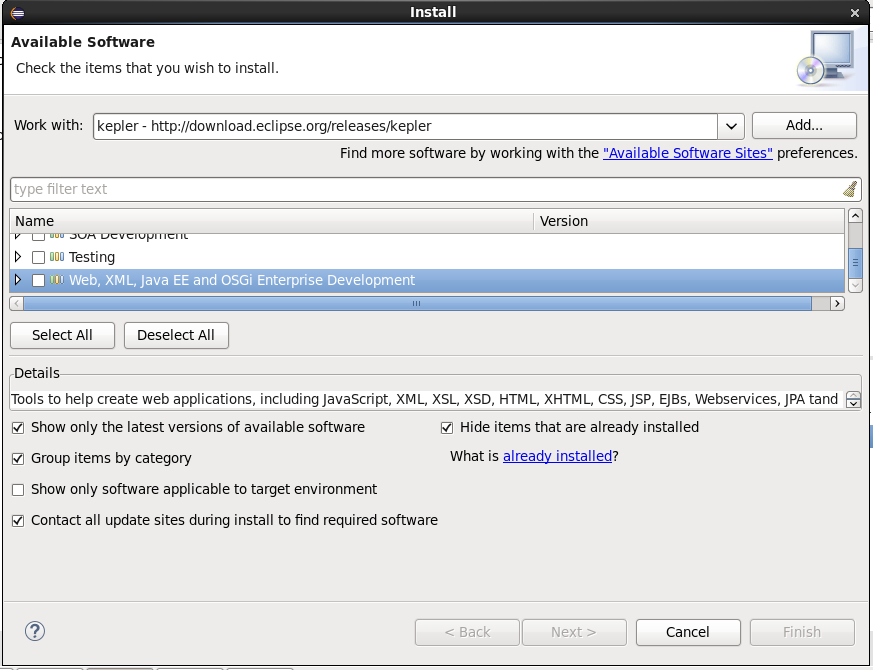 Install
Available Software
Check the items that you wish to install.
Work with: kepler - http://download.eclipse.org/releases/kepler Add...
Find more software by working with the "Available Software Sites" preferences.
type filter text
Name Version
SOA Development
Testing
Web, XML, Java EE and OSGi Enterprise Development
Select All Deselect All
Details
Tools to help create web applications, including JavaScript, XML, XSL, XSD, HTML, XHTML, CSS, JSP, EJBs, Webservices, JPA tand
Show only the latest versions of available software Hide items that are already installed
Group items by category What is already installed?
Show only software applicable to target environment
Contact all update sites during install to find required software
? < Back Next > Cancel Finish